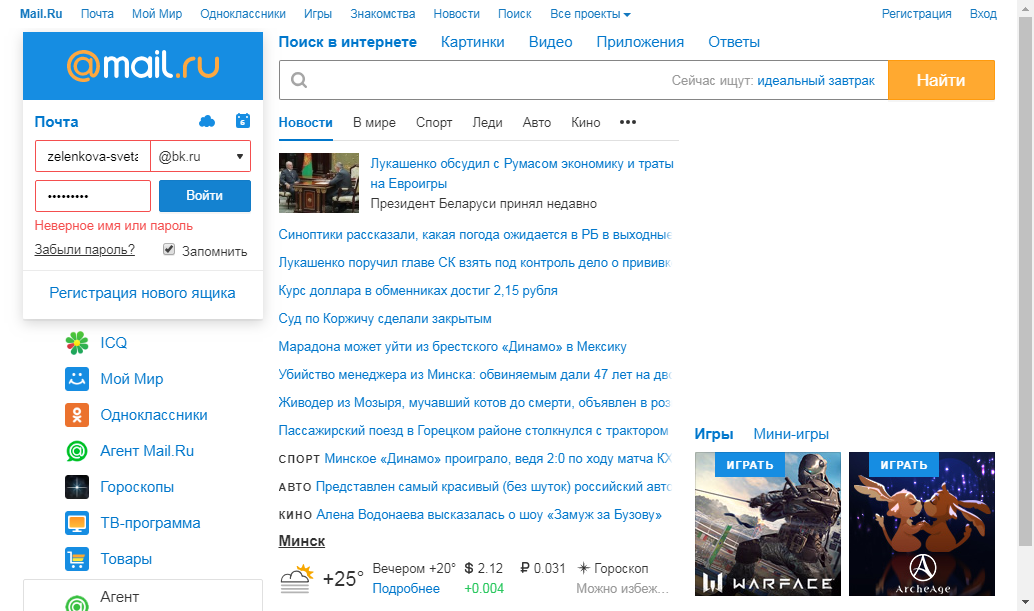 Mail.Ru Почта Мой Мир Одноклассники Игры Знакомства Новости Поиск Все проекты Регистрация Вход
@mail.ru
Поиск в интернете Картинки Видео Приложения Ответы
Сейчас ищут: идеальный завтрак Найти
Почта 6
zelenkova-sveta @bk.ru
••••••••• Войти
Неверное имя или пароль
Забыли пароль? Запомнить
Регистрация нового ящика
ICQ
Мой Мир
Одноклассники
Агент Mail.Ru
Гороскопы
ТВ-программа
Товары
Агент
Новости В мире Спорт Леди Авто Кино •••
Лукашенко обсудил с Румасом экономику и траты
на Евроигры
Президент Беларуси принял недавно
Синоптики рассказали, какая погода ожидается в РБ в выходные
Лукашенко поручил главе СК взять под контроль дело о привив
Курс доллара в обменниках достиг 2,15 рубля
Суд по Коржичу сделали закрытым
Марадона может уйти из брестского «Динамо» в Мексику
Убийство менеджера из Минска: обвиняемым дали 47 лет на дво
Живодер из Мозыря, мучавший котов до смерти, объявлен в роз
Пассажирский поезд в Горецком районе столкнулся с трактором
СПОРТ Минское «Динамо» проиграло, ведя 2:0 по ходу матча КХ
АВТО Представлен самый красивый (без шуток) российский авто
КИНО Алена Водонаева высказалась о шоу «Замуж за Бузову»
Минск
+25° Вечером +20° $ 2.12 ₽ 0.031 Гороскоп
Подробнее +0.004 Можно избеж...
Игры Мини-игры
ИГРАТЬ ИГРАТЬ
WARFACE ArcheAge